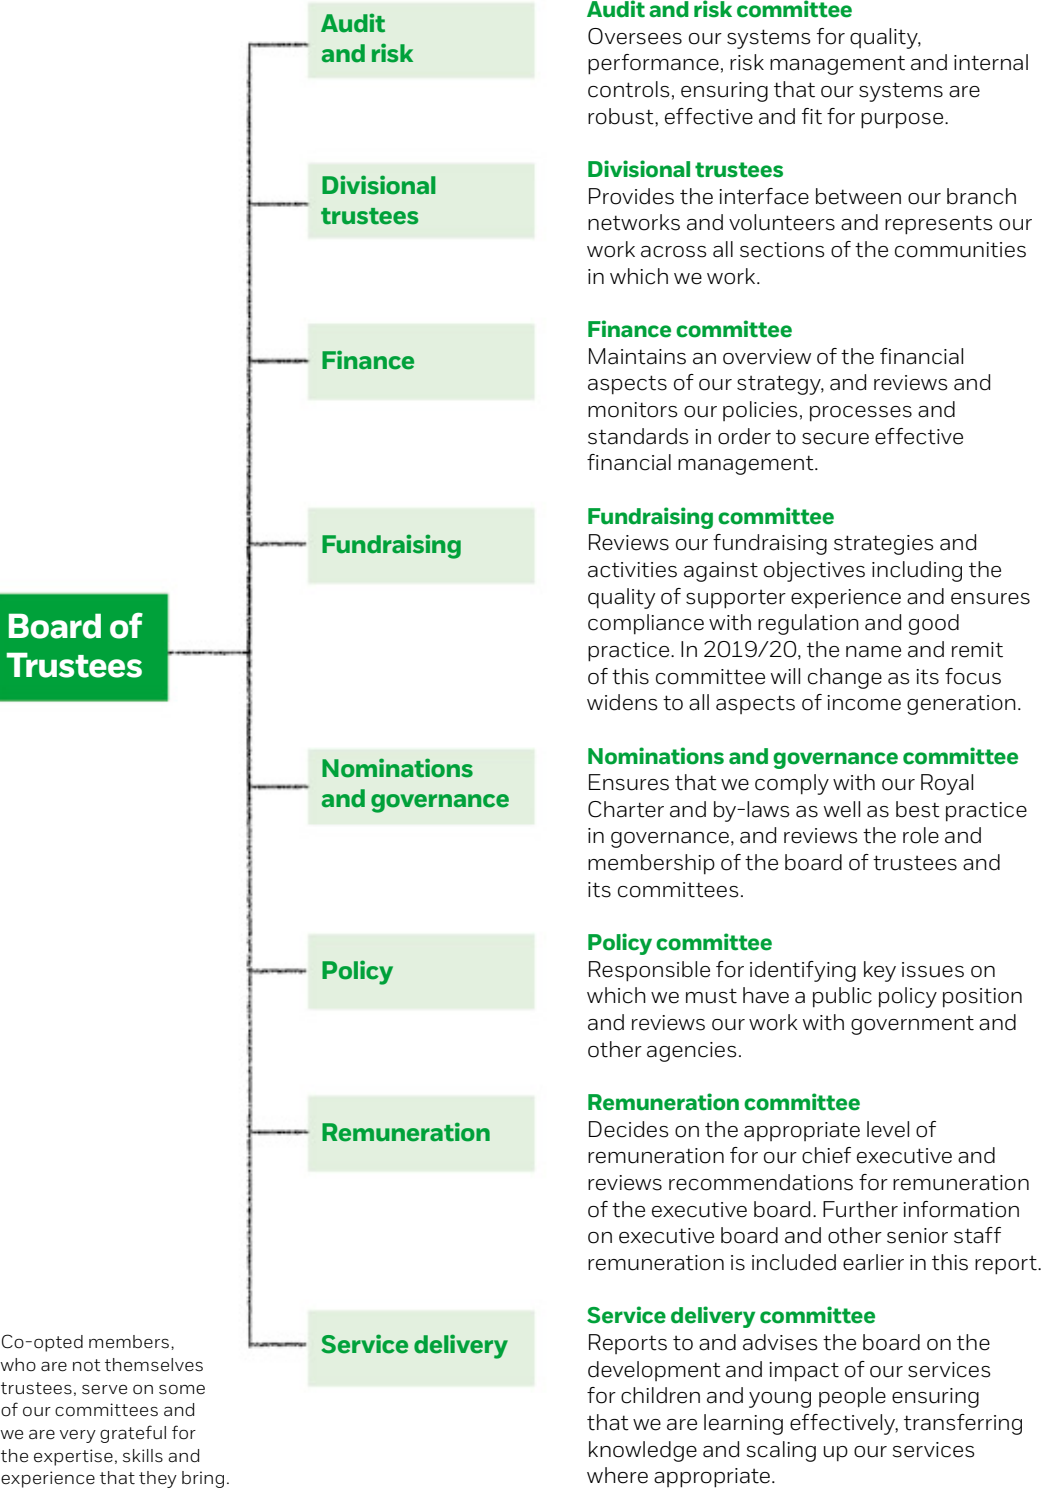 Audit
and risk
Audit and risk committee
Oversees our systems for quality,
performance, risk management and internal
controls, ensuring that our systems are
robust, effective and fit for purpose.
Divisional
trustees
Divisional trustees
Provides the interface between our branch
networks and volunteers and represents our
work across all sections of the communities
in which we work.
Finance
Finance committee
Maintains an overview of the financial
aspects of our strategy, and reviews and
monitors our policies, processes and
standards in order to secure effective
financial management.
Fundraising
Fundraising committee
Reviews our fundraising strategies and
activities against objectives including the
quality of supporter experience and ensures
compliance with regulation and good
practice. In 2019/20, the name and remit
of this committee will change as its focus
widens to all aspects of income generation.
Board of
Trustees
Nominations
and governance
Nominations and governance committee
Ensures that we comply with our Royal
Charter and by-laws as well as best practice
in governance, and reviews the role and
membership of the board of trustees and
its committees.
Policy
Policy committee
Responsible for identifying key issues on
which we must have a public policy position
and reviews our work with government and
other agencies.
Remuneration
Remuneration committee
Decides on the appropriate level of
remuneration for our chief executive and
reviews recommendations for remuneration
of the executive board. Further information
on executive board and other senior staff
remuneration is included earlier in this report.
Service delivery
Service delivery committee
Reports to and advises the board on the
development and impact of our services
for children and young people ensuring
that we are learning effectively, transferring
knowledge and scaling up our services
where appropriate.
Co-opted members,
who are not themselves
trustees, serve on some
of our committees and
we are very grateful for
the expertise, skills and
experience that they bring.